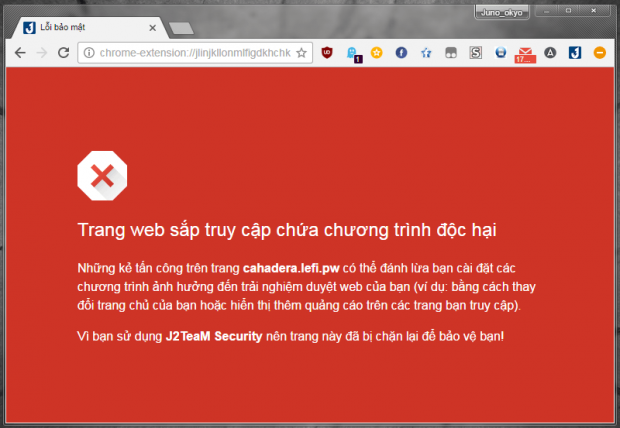 Juno_okyo
Lỗi bảo mật
chrome-extension://jlinjkllonmlfigdkhchk
1
17...
Trang web sắp truy cập chứa chương trình độc hại
Những kẻ tấn công trên trang cahadera.lefi.pw có thể đánh lừa bạn cài đặt các
chương trình ảnh hưởng đến trải nghiệm duyệt web của bạn (ví dụ: bằng cách thay
đổi trang chủ của bạn hoặc hiển thị thêm quảng cáo trên các trang bạn truy cập).
Vì bạn sử dụng J2TeaM Security nên trang này đã bị chặn lại để bảo vệ bạn!